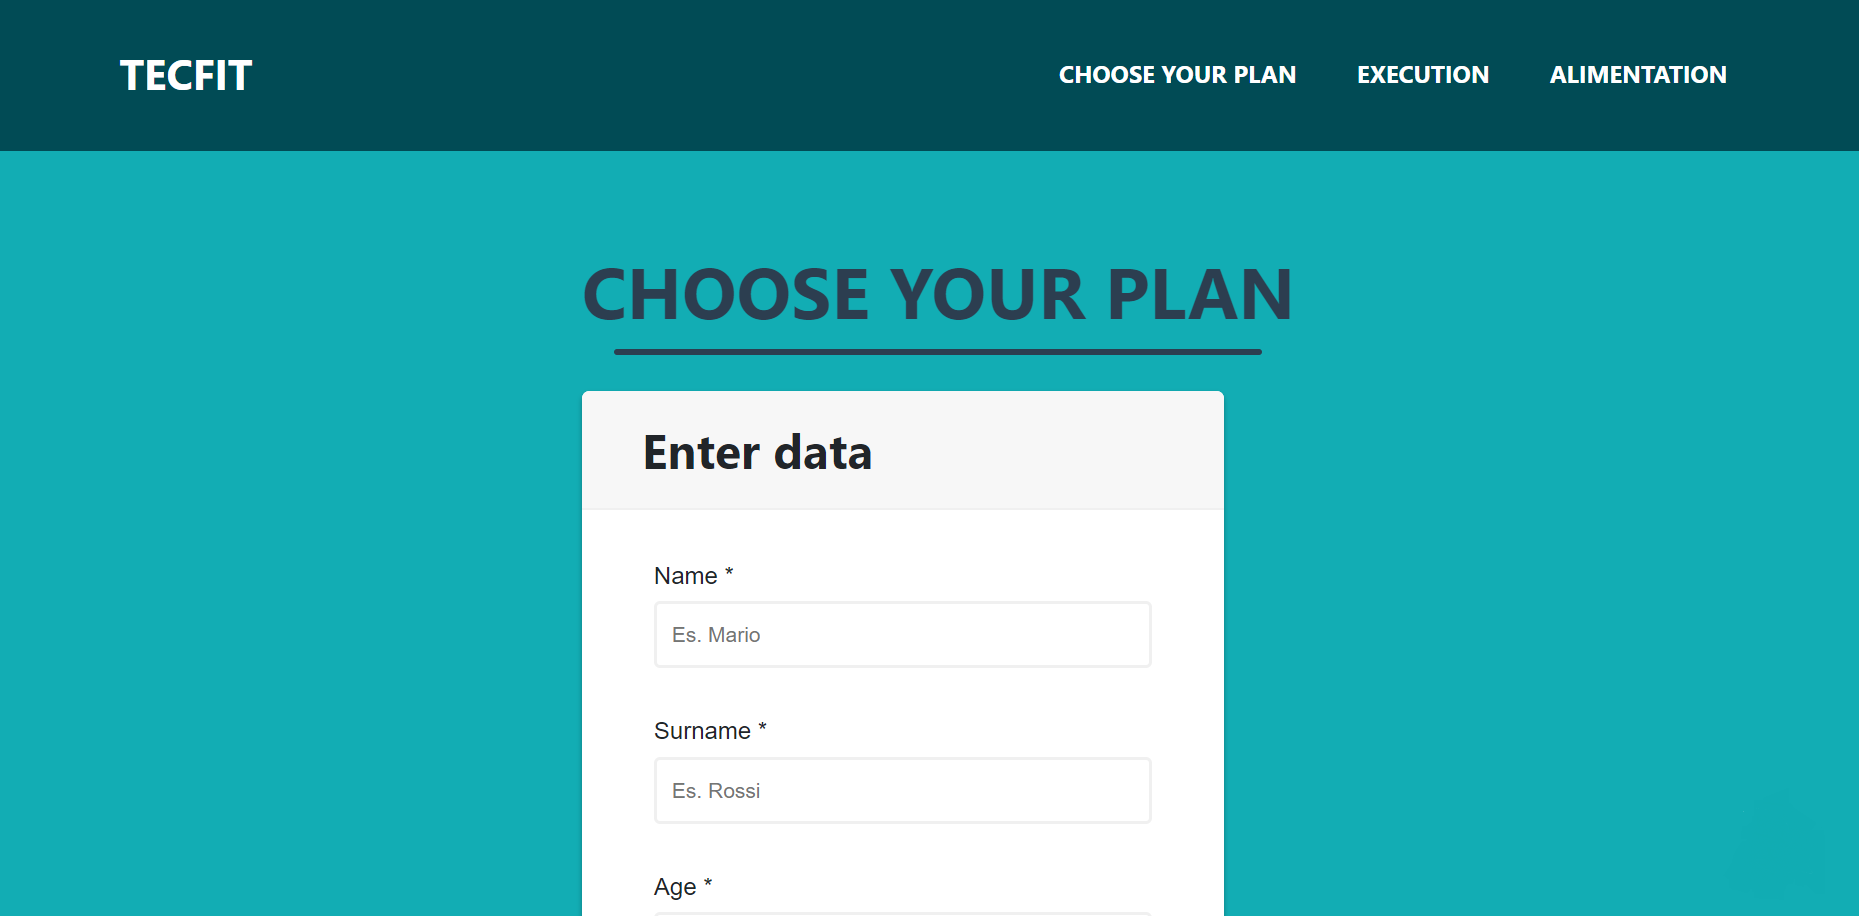 TECFIT
CHOOSE YOUR PLAN EXECUTION ALIMENTATION
CHOOSE YOUR PLAN
Enter data
Name *
Es. Mario
Surname *
Es. Rossi
Age *